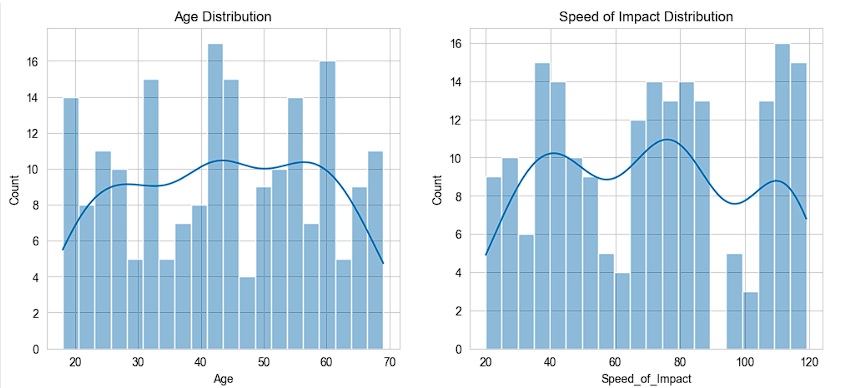 Age Distribution
16
14
12
10
8
6
4
2
0
Count
20 30 40 50 60 70
Age
Speed of Impact Distribution
16
14
12
10
8
6
4
2
0
Count
20 40 60 80 100 120
Speed_of_Impact